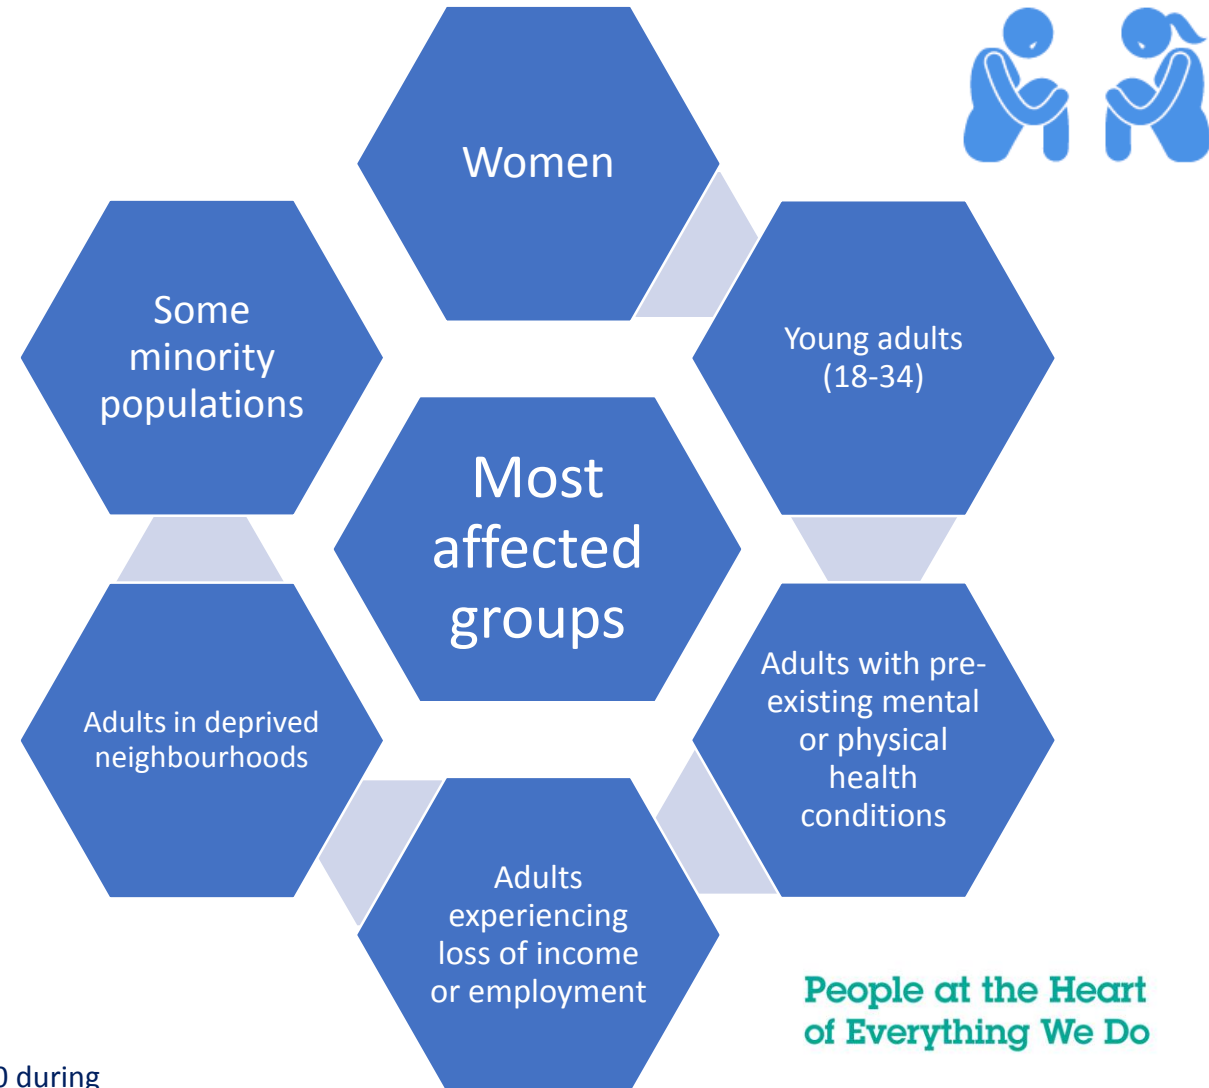 Women
Young adults
(18-34)
Adults with pre-
existing mental
or physical
health
conditions
Adults
experiencing
loss of income
or employment
Adults in deprived
neighbourhoods
Some
minority
populations
Most
affected
groups
People at the Heart
of Everything We Do
0 during